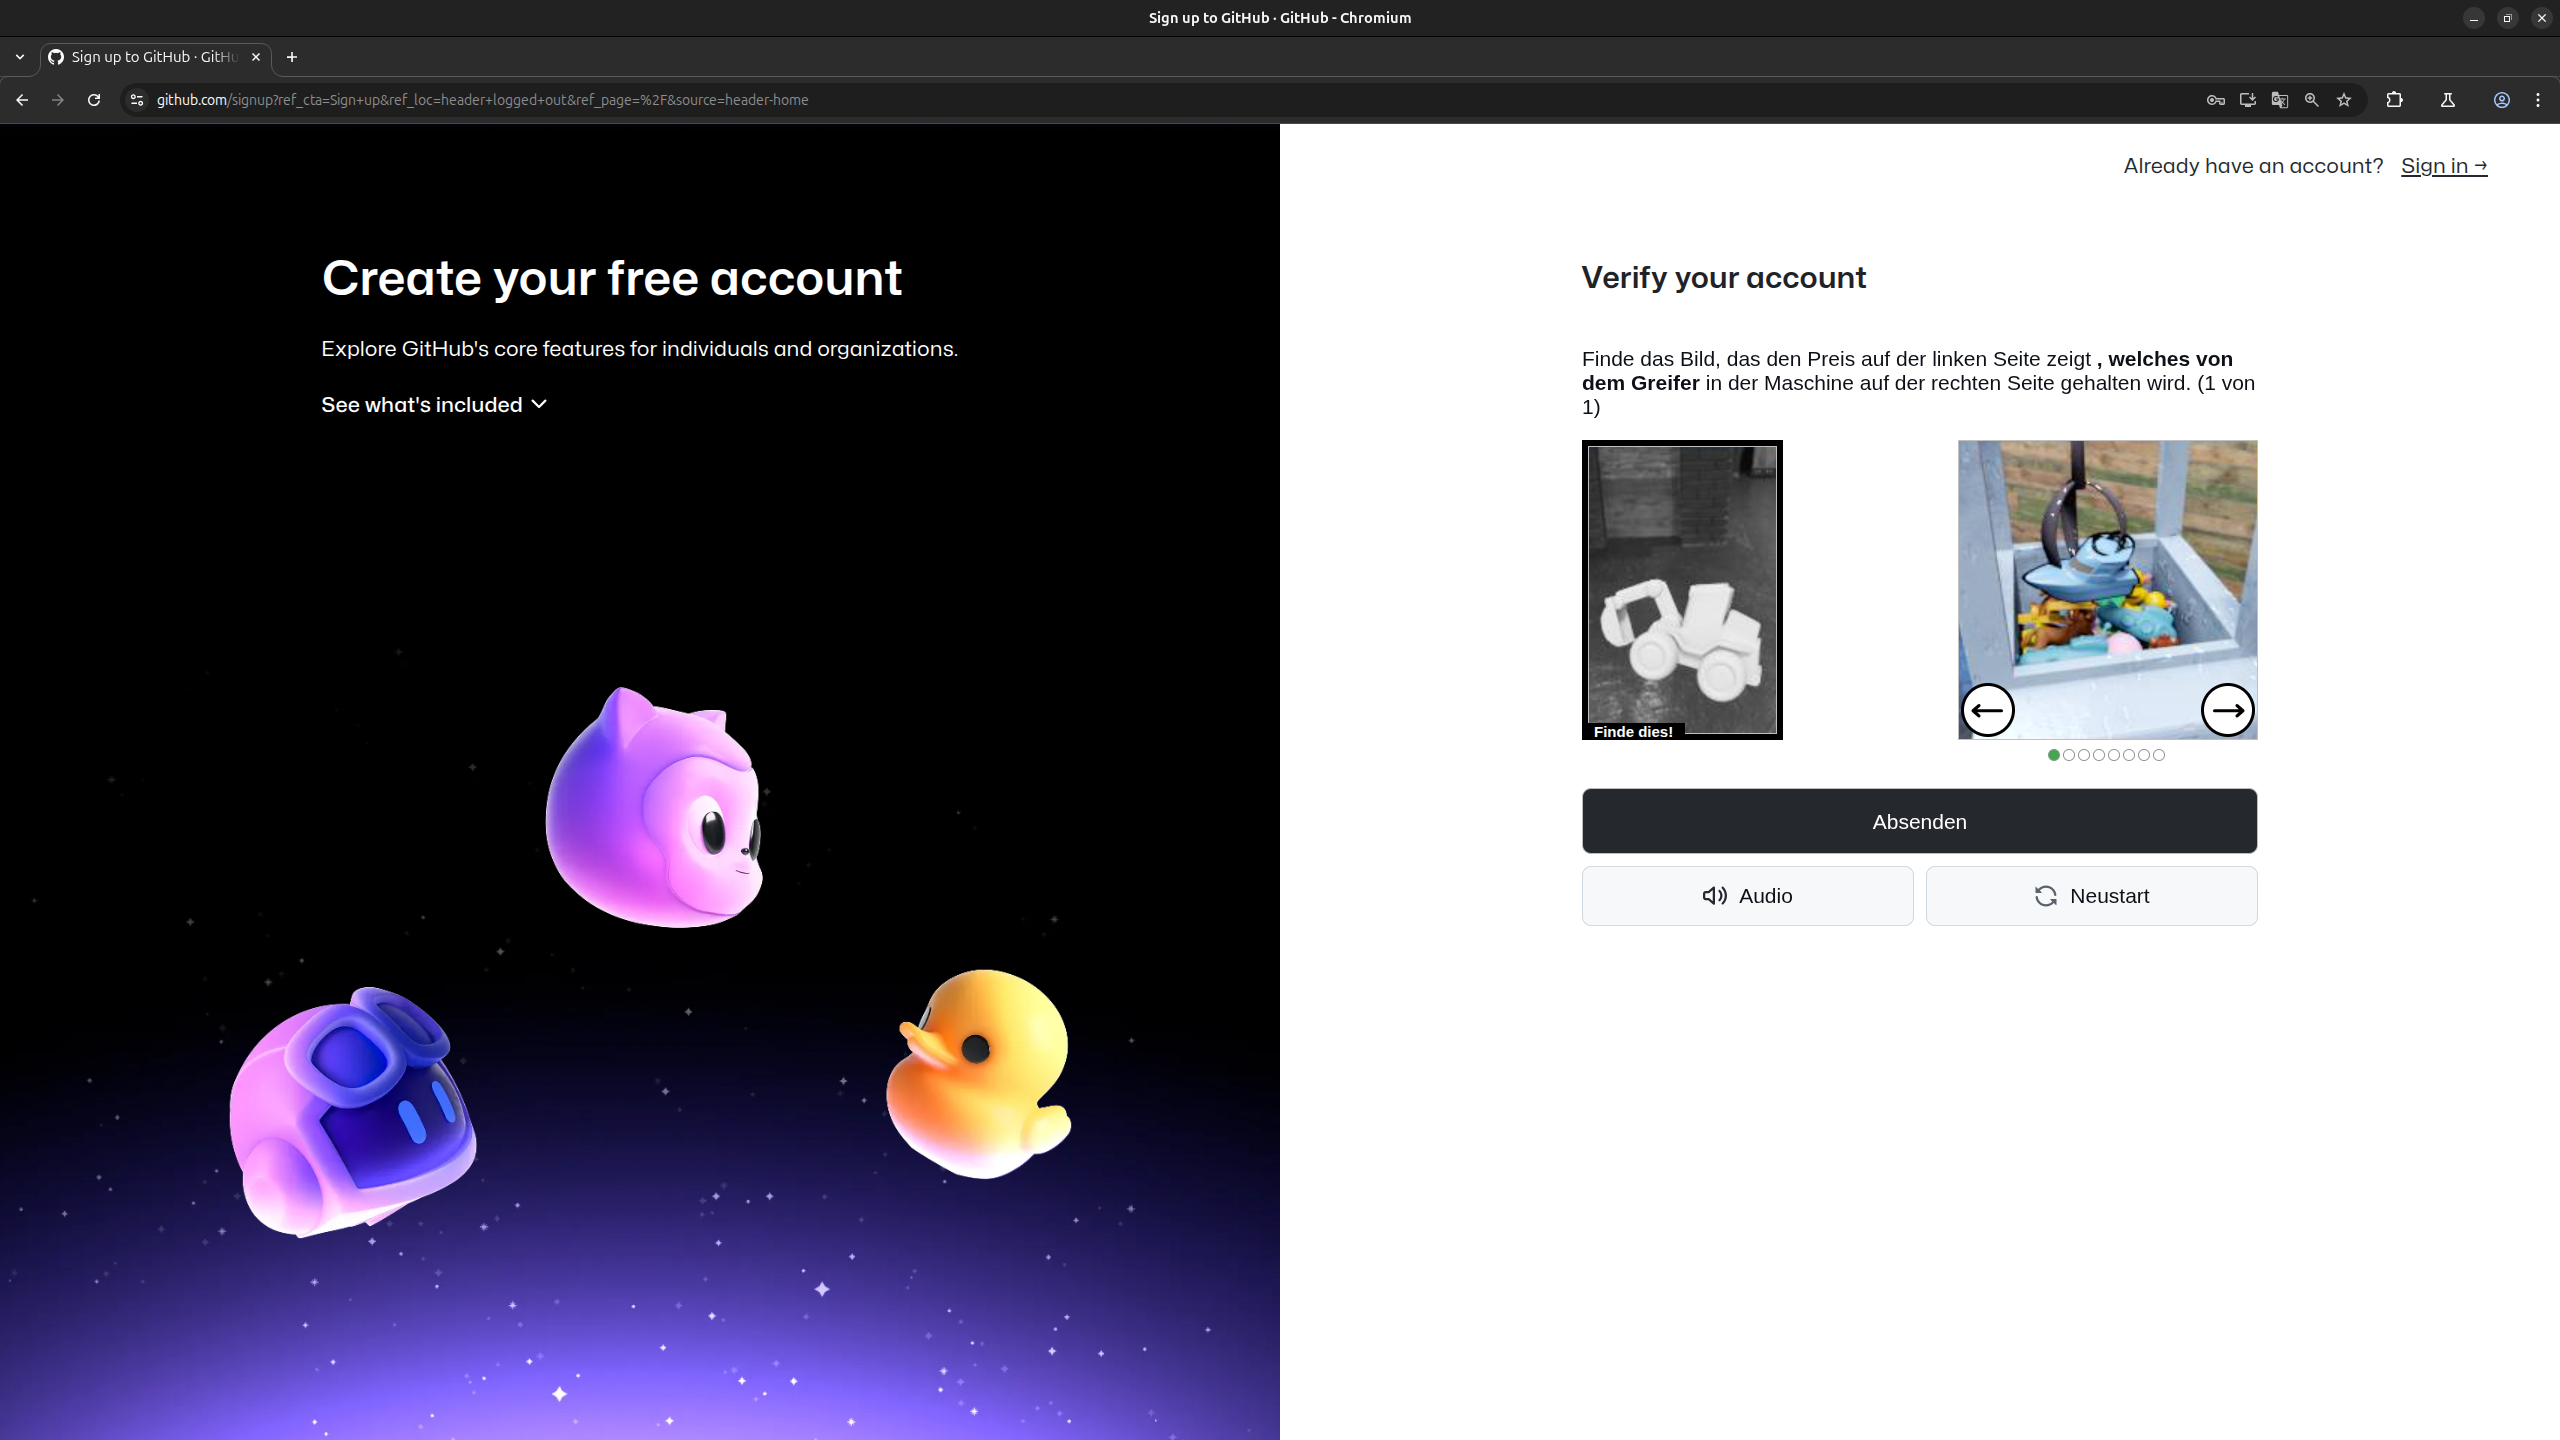 Sign up to GitHub · GitHub - Chromium
Sign up to GitHub · GitHu
github.com/signup?ref_cta=Sign+up&ref_loc=header+logged+out&ref_page=%2F&source=header-home
Already have an account? Sign in →
Create your free account
Explore GitHub's core features for individuals and organizations.
See what's included
Verify your account
Finde das Bild, das den Preis auf der linken Seite zeigt , welches von
dem Greifer in der Maschine auf der rechten Seite gehalten wird. (1 von
1)
Finde dies!
Absenden
Audio
Neustart